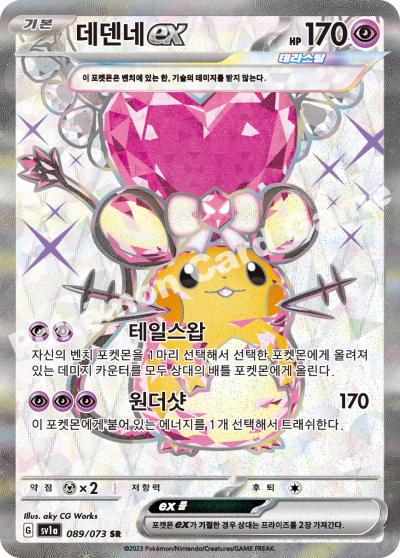 기본
데덴네ex
HP 170
테라스탈
이 포켓몬은 벤치에 있는 한, 기술의 데미지를 받지 않는다.
테일스왑
자신의 벤치 포켓몬을 1마리 선택해서 선택한 포켓몬에게 올려져
있는 데미지 카운터를 모두 상대의 배틀 포켓몬에게 올린다.
원더샷 170
이 포켓몬에게 붙어 있는 에너지를 1개 선택해서 트래쉬한다.
약점 ×2 저항력 후퇴
Illus. aky CG Works
ex 룰
포켓몬 ex가 기절한 경우 상대는 프라이즈를 2장 가져간다.
G sv1a 089/073 SR
©2023 Pokémon/Nintendo/Creatures/GAME FREAK.
Pokémon Card Game